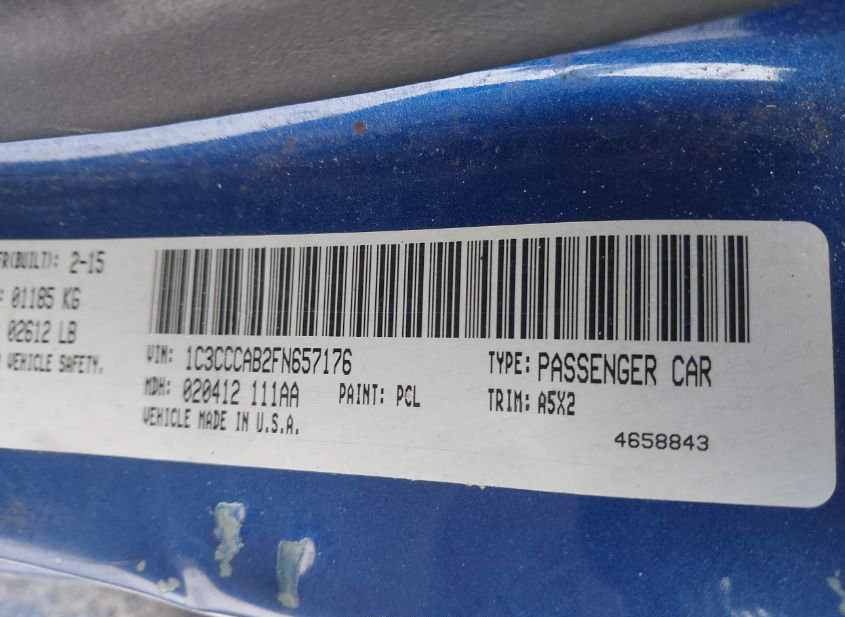 FR(BUILT): 2-15
: 01185 KG
02612 LB
VEHICLE SAFETY.
VIN: 1C3CCCAB2FN657176
TYPE: PASSENGER CAR
MDH: 020412 111AA
PAINT: PCL
TRIM: A5X2
VEHICLE MADE IN U.S.A.
4658843